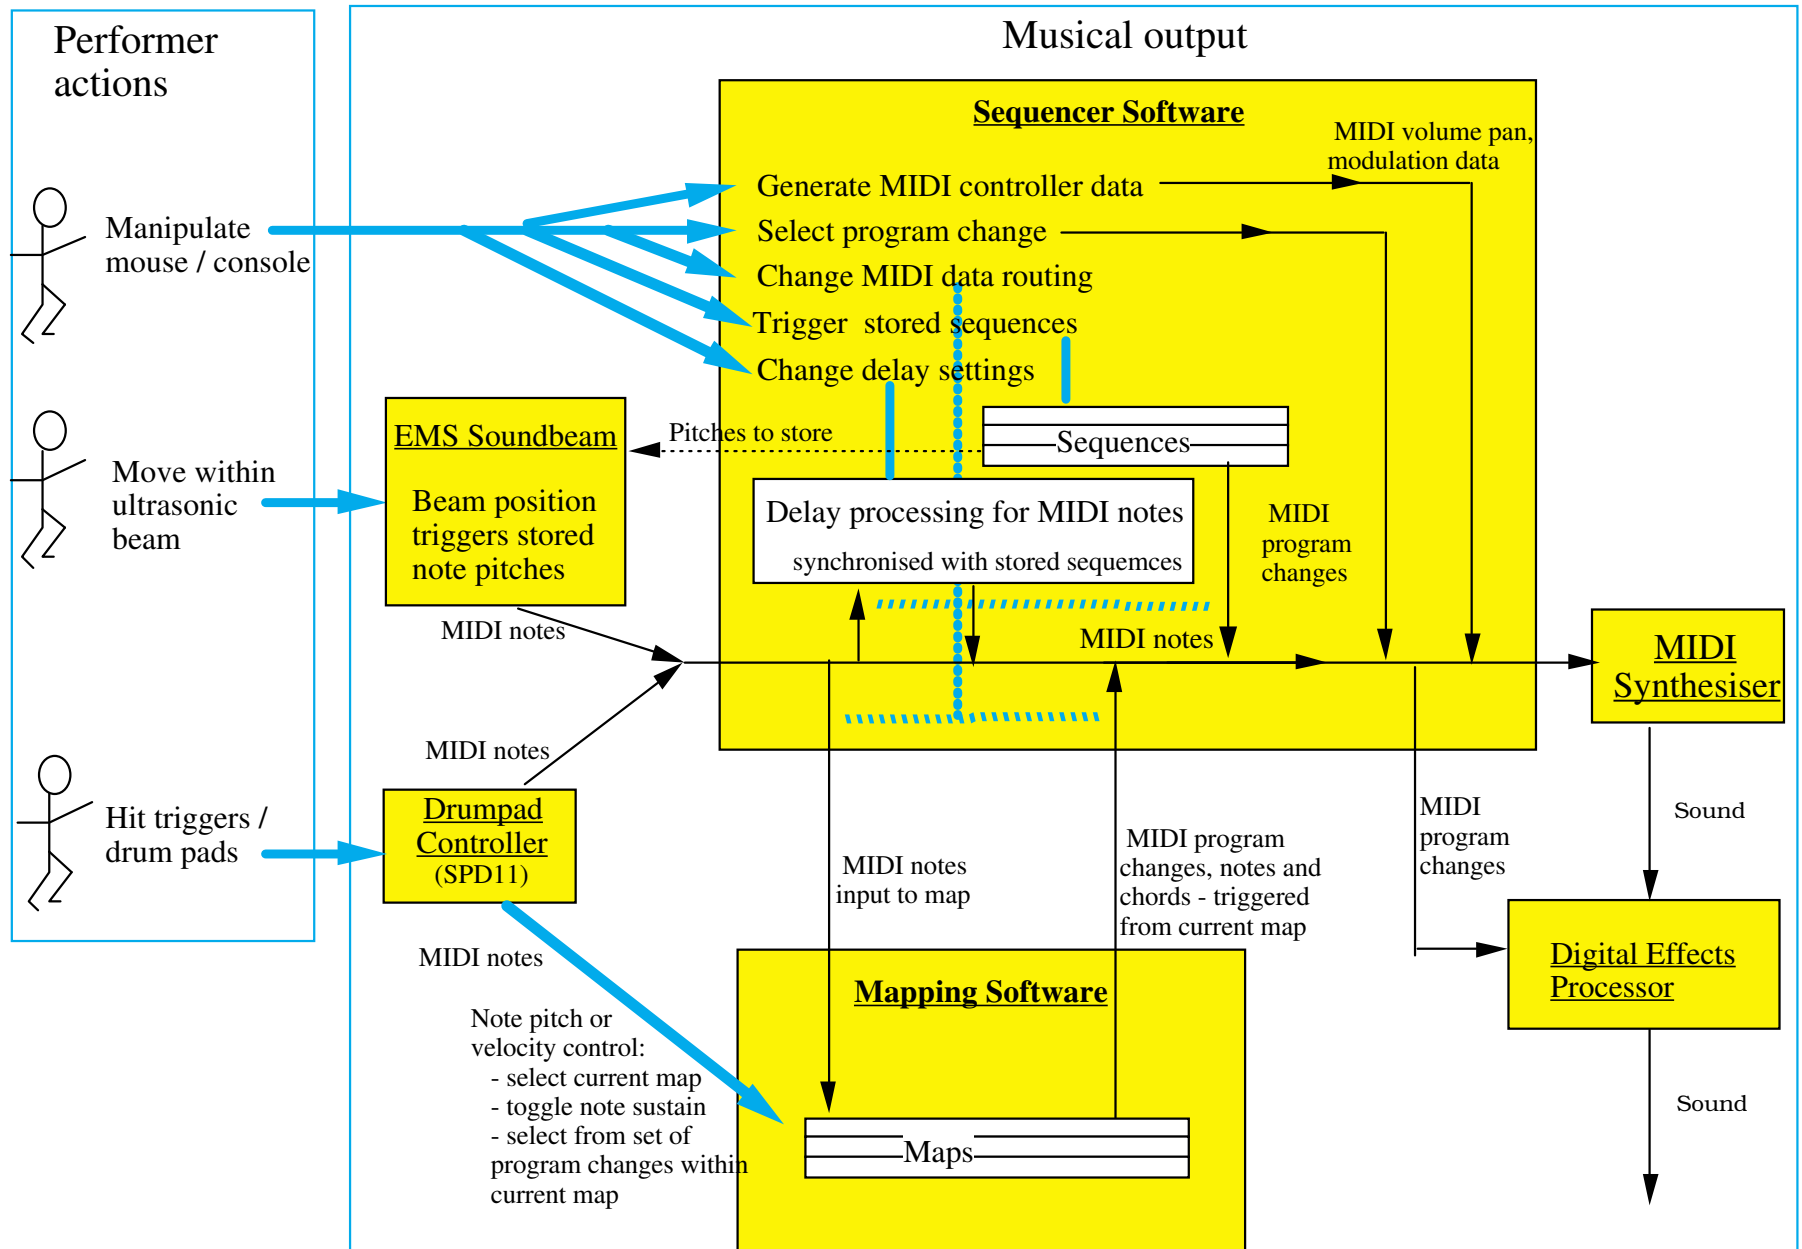 Performer
actions
Musical output
Sequencer Software
MIDI volume pan,
modulation data
Generate MIDI controller data
Select program change
Change MIDI data routing
Trigger stored sequences
Change delay settings
Manipulate
mouse / console
EMS Soundbeam
Beam position
triggers stored
note pitches
Pitches to store
Sequences
Move within
ultrasonic
beam
Delay processing for MIDI notes
synchronised with stored sequemces
MIDI
program
changes
MIDI notes
MIDI notes
MIDI
Synthesiser
MIDI notes
Hit triggers /
drum pads
Drumpad
Controller
(SPD11)
MIDI notes
input to map
MIDI program
changes, notes and
chords - triggered
from current map
MIDI
program
changes
Sound
MIDI notes
Digital Effects
Processor
Mapping Software
Note pitch or
velocity control:
- select current map
- toggle note sustain
- select from set of
program changes within
current map
Maps
Sound